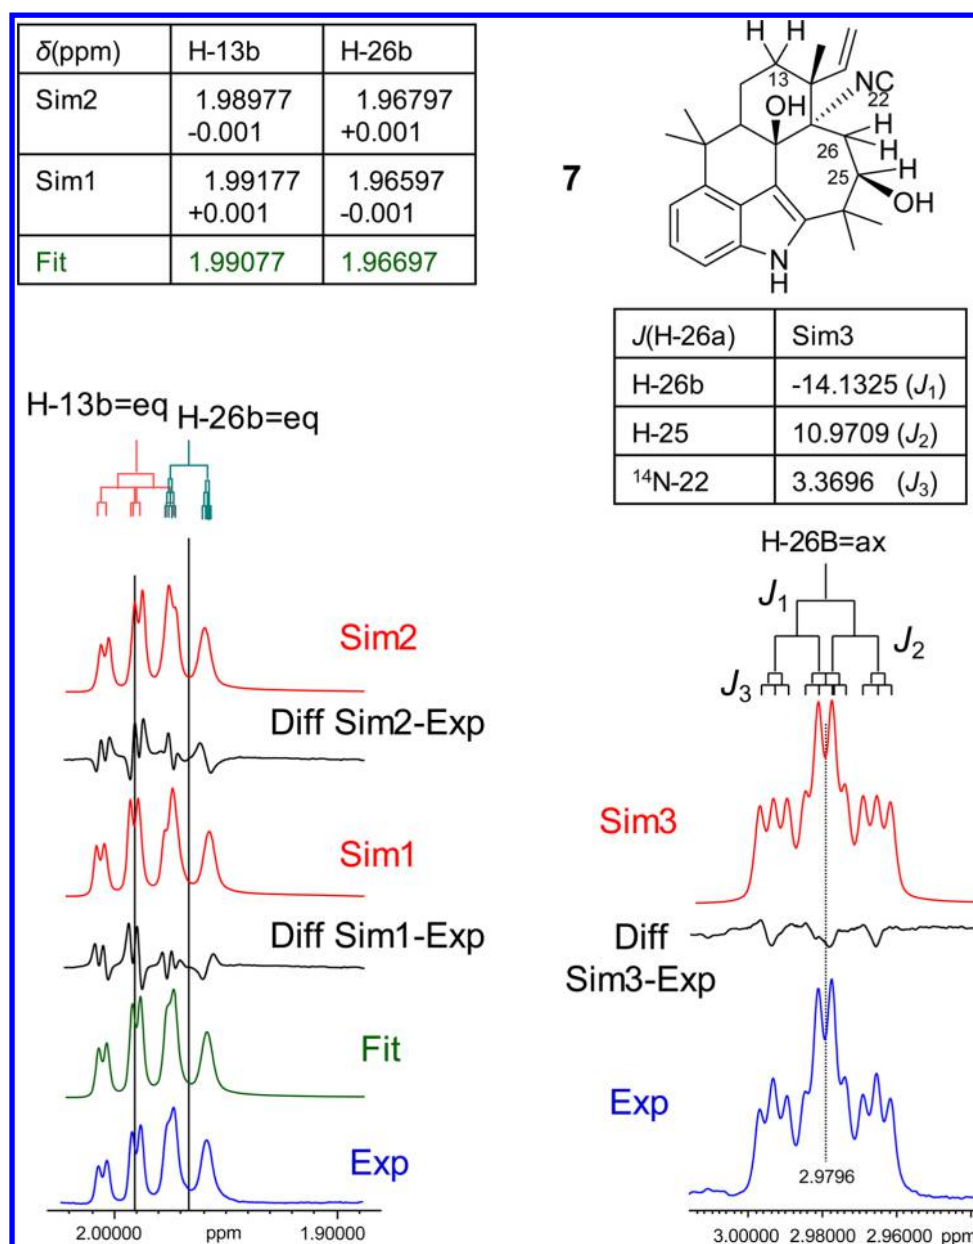 δ(ppm) H-13b H-26b
Sim2 1.98977 1.96797
-0.001 +0.001
Sim1 1.99177 1.96597
+0.001 -0.001
Fit 1.99077 1.96697
7
H H
13
OH
NC
22
H
H
26
25
H
OH
N
H
J(H-26a) Sim3
H-26b -14.1325 (J₁)
H-25 10.9709 (J₂)
¹⁴N-22 3.3696 (J₃)
H-13b=eq
H-26b=eq
Sim2
Diff Sim2-Exp
Sim1
Diff Sim1-Exp
Fit
Exp
2.00000 ppm 1.90000
H-26B=ax
J₁
J₂
J₃
Sim3
Diff
Sim3-Exp
Exp
2.9796
3.00000 2.98000 2.96000 ppm